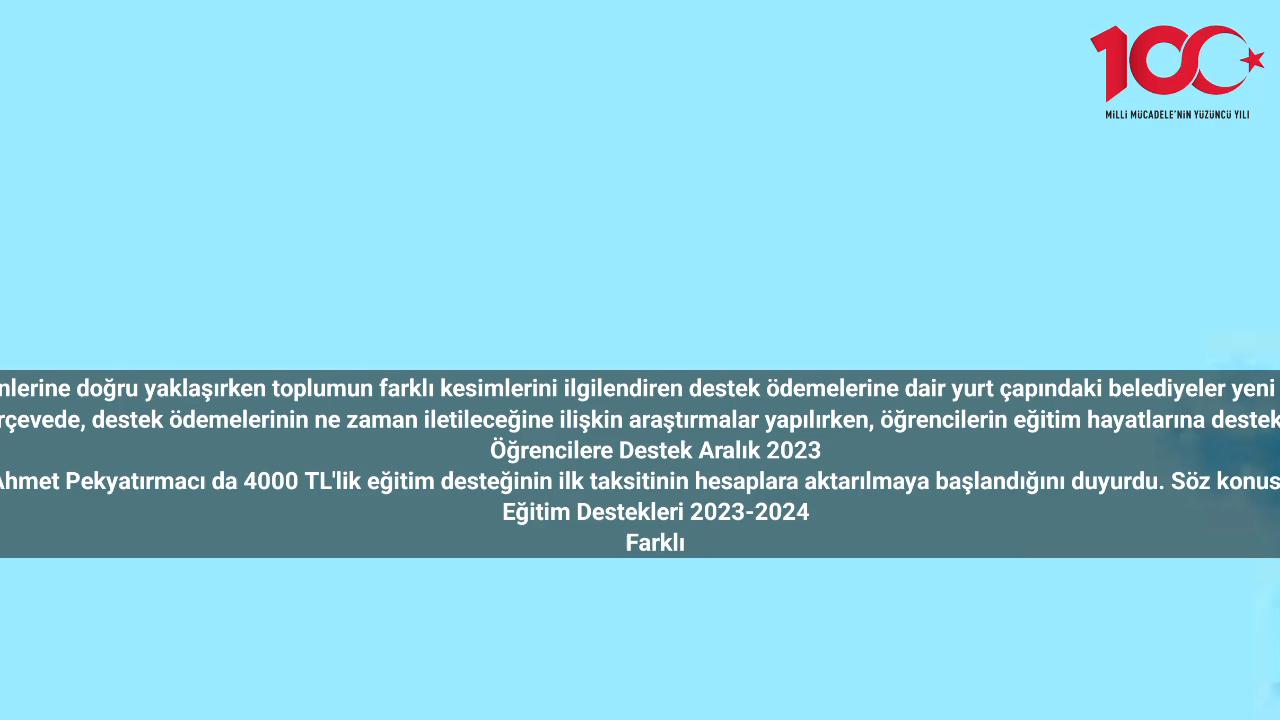 100
MİLLİ MÜCADELE'NİN YÜZÜNCÜ YILI
nlerine doğru yaklaşırken toplumun farklı kesimlerini ilgilendiren destek ödemelerine dair yurt çapındaki belediyeler yeni
rçevede, destek ödemelerinin ne zaman iletileceğine ilişkin araştırmalar yapılırken, öğrencilerin eğitim hayatlarına destek
Öğrencilere Destek Aralık 2023
Ahmet Pekyatırmacı da 4000 TL'lik eğitim desteğinin ilk taksitinin hesaplara aktarılmaya başlandığını duyurdu. Söz konus
Eğitim Destekleri 2023-2024
Farklı